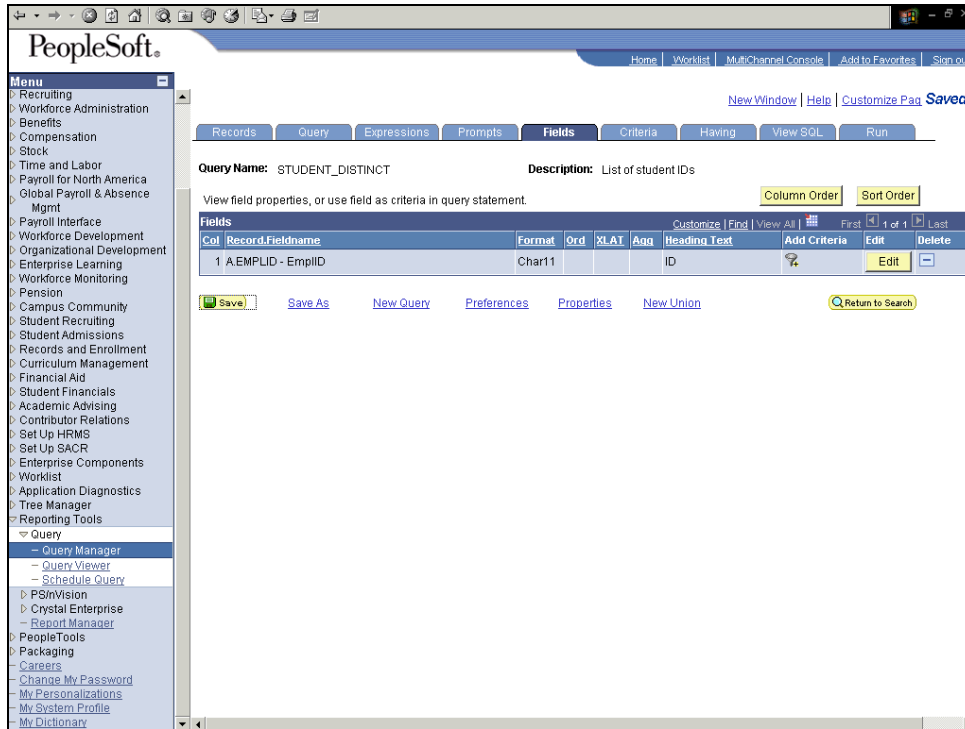 PeopleSoft.
Home | Worklist | MultiChannel Console | Add to Favorites | Sign ou
Menu
Recruiting
Workforce Administration
Benefits
Compensation
Stock
Time and Labor
Payroll for North America
Global Payroll & Absence
Mgmt
Payroll Interface
Workforce Development
Organizational Development
Enterprise Learning
Workforce Monitoring
Pension
Campus Community
Student Recruiting
Student Admissions
Records and Enrollment
Curriculum Management
Financial Aid
Student Financials
Academic Advising
Contributor Relations
Set Up HRMS
Set Up SACR
Enterprise Components
Worklist
Application Diagnostics
Tree Manager
Reporting Tools
Query
– Query Manager
– Query Viewer
– Schedule Query
PS/nVision
Crystal Enterprise
– Report Manager
PeopleTools
Packaging
– Careers
– Change My Password
– My Personalizations
– My System Profile
– My Dictionary
New Window | Help | Customize Pag Saved
Records Query Expressions Prompts Fields Criteria Having View SQL Run
Query Name: STUDENT_DISTINCT Description: List of student IDs
View field properties, or use field as criteria in query statement. Column Order Sort Order
Fields Customize | Find | View All | First 1 of 1 Last
Col Record.Fieldname Format Ord XLAT Agg Heading Text Add Criteria Edit Delete
1 A.EMPLID - EmplID Char11 ID Edit
Save Save As New Query Preferences Properties New Union Return to Search